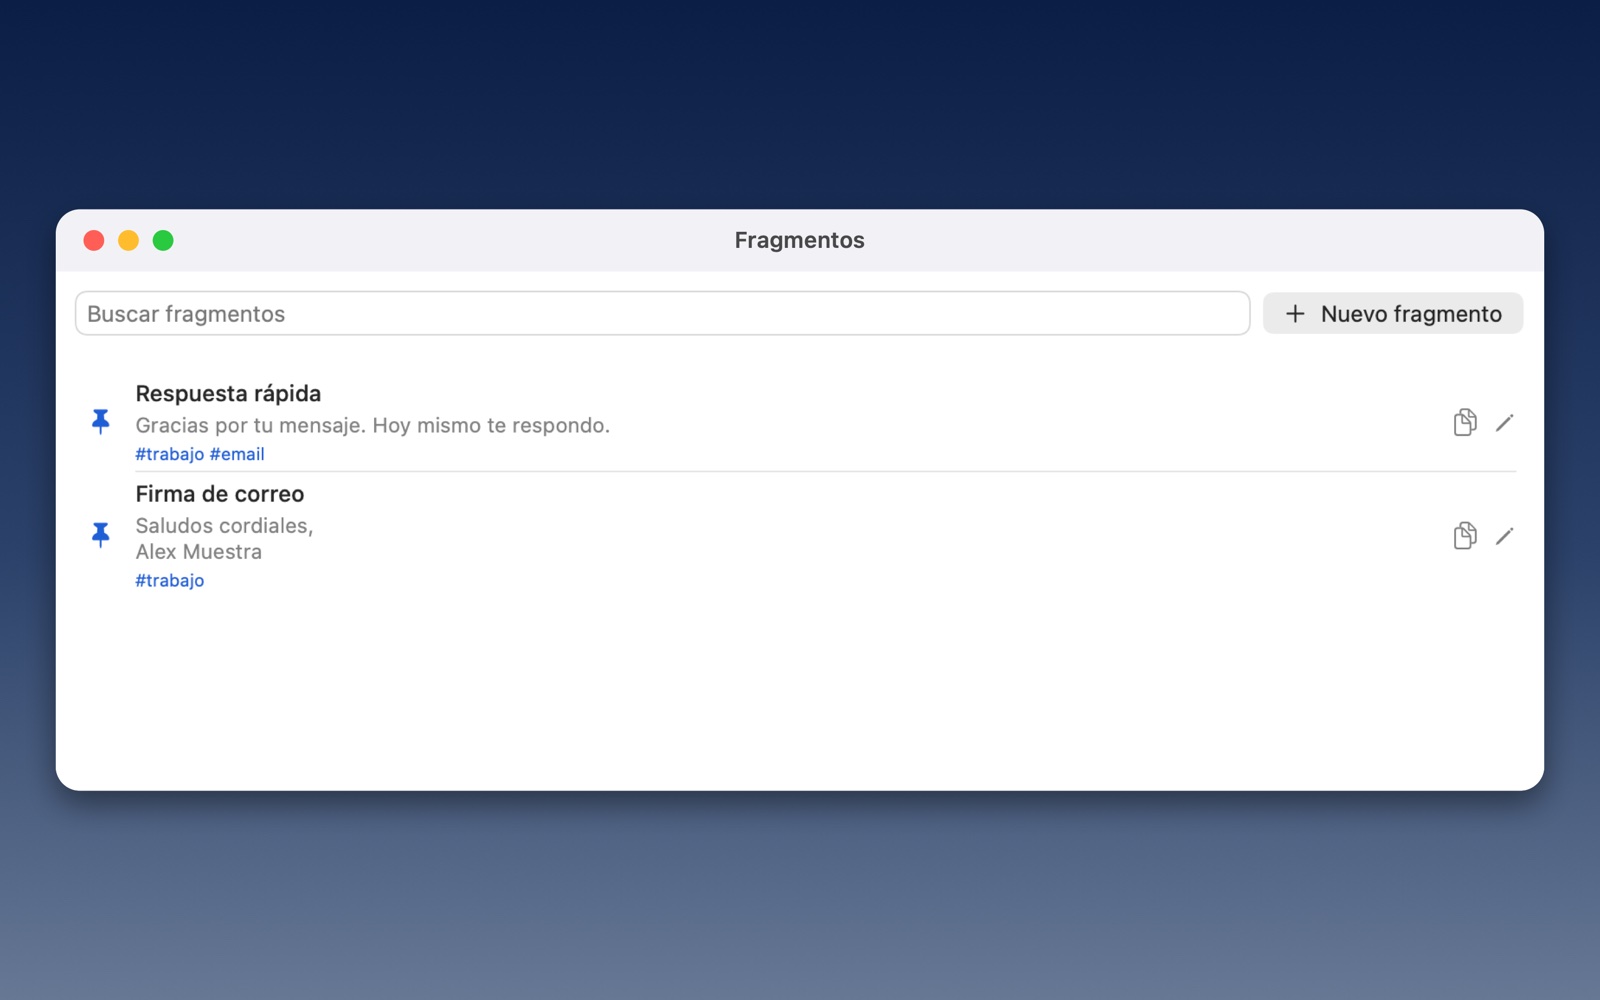 Fragmentos
Buscar fragmentos
Nuevo fragmento
Respuesta rápida
Gracias por tu mensaje. Hoy mismo te respondo.
#trabajo #email
Firma de correo
Saludos cordiales,
Alex Muestra
#trabajo